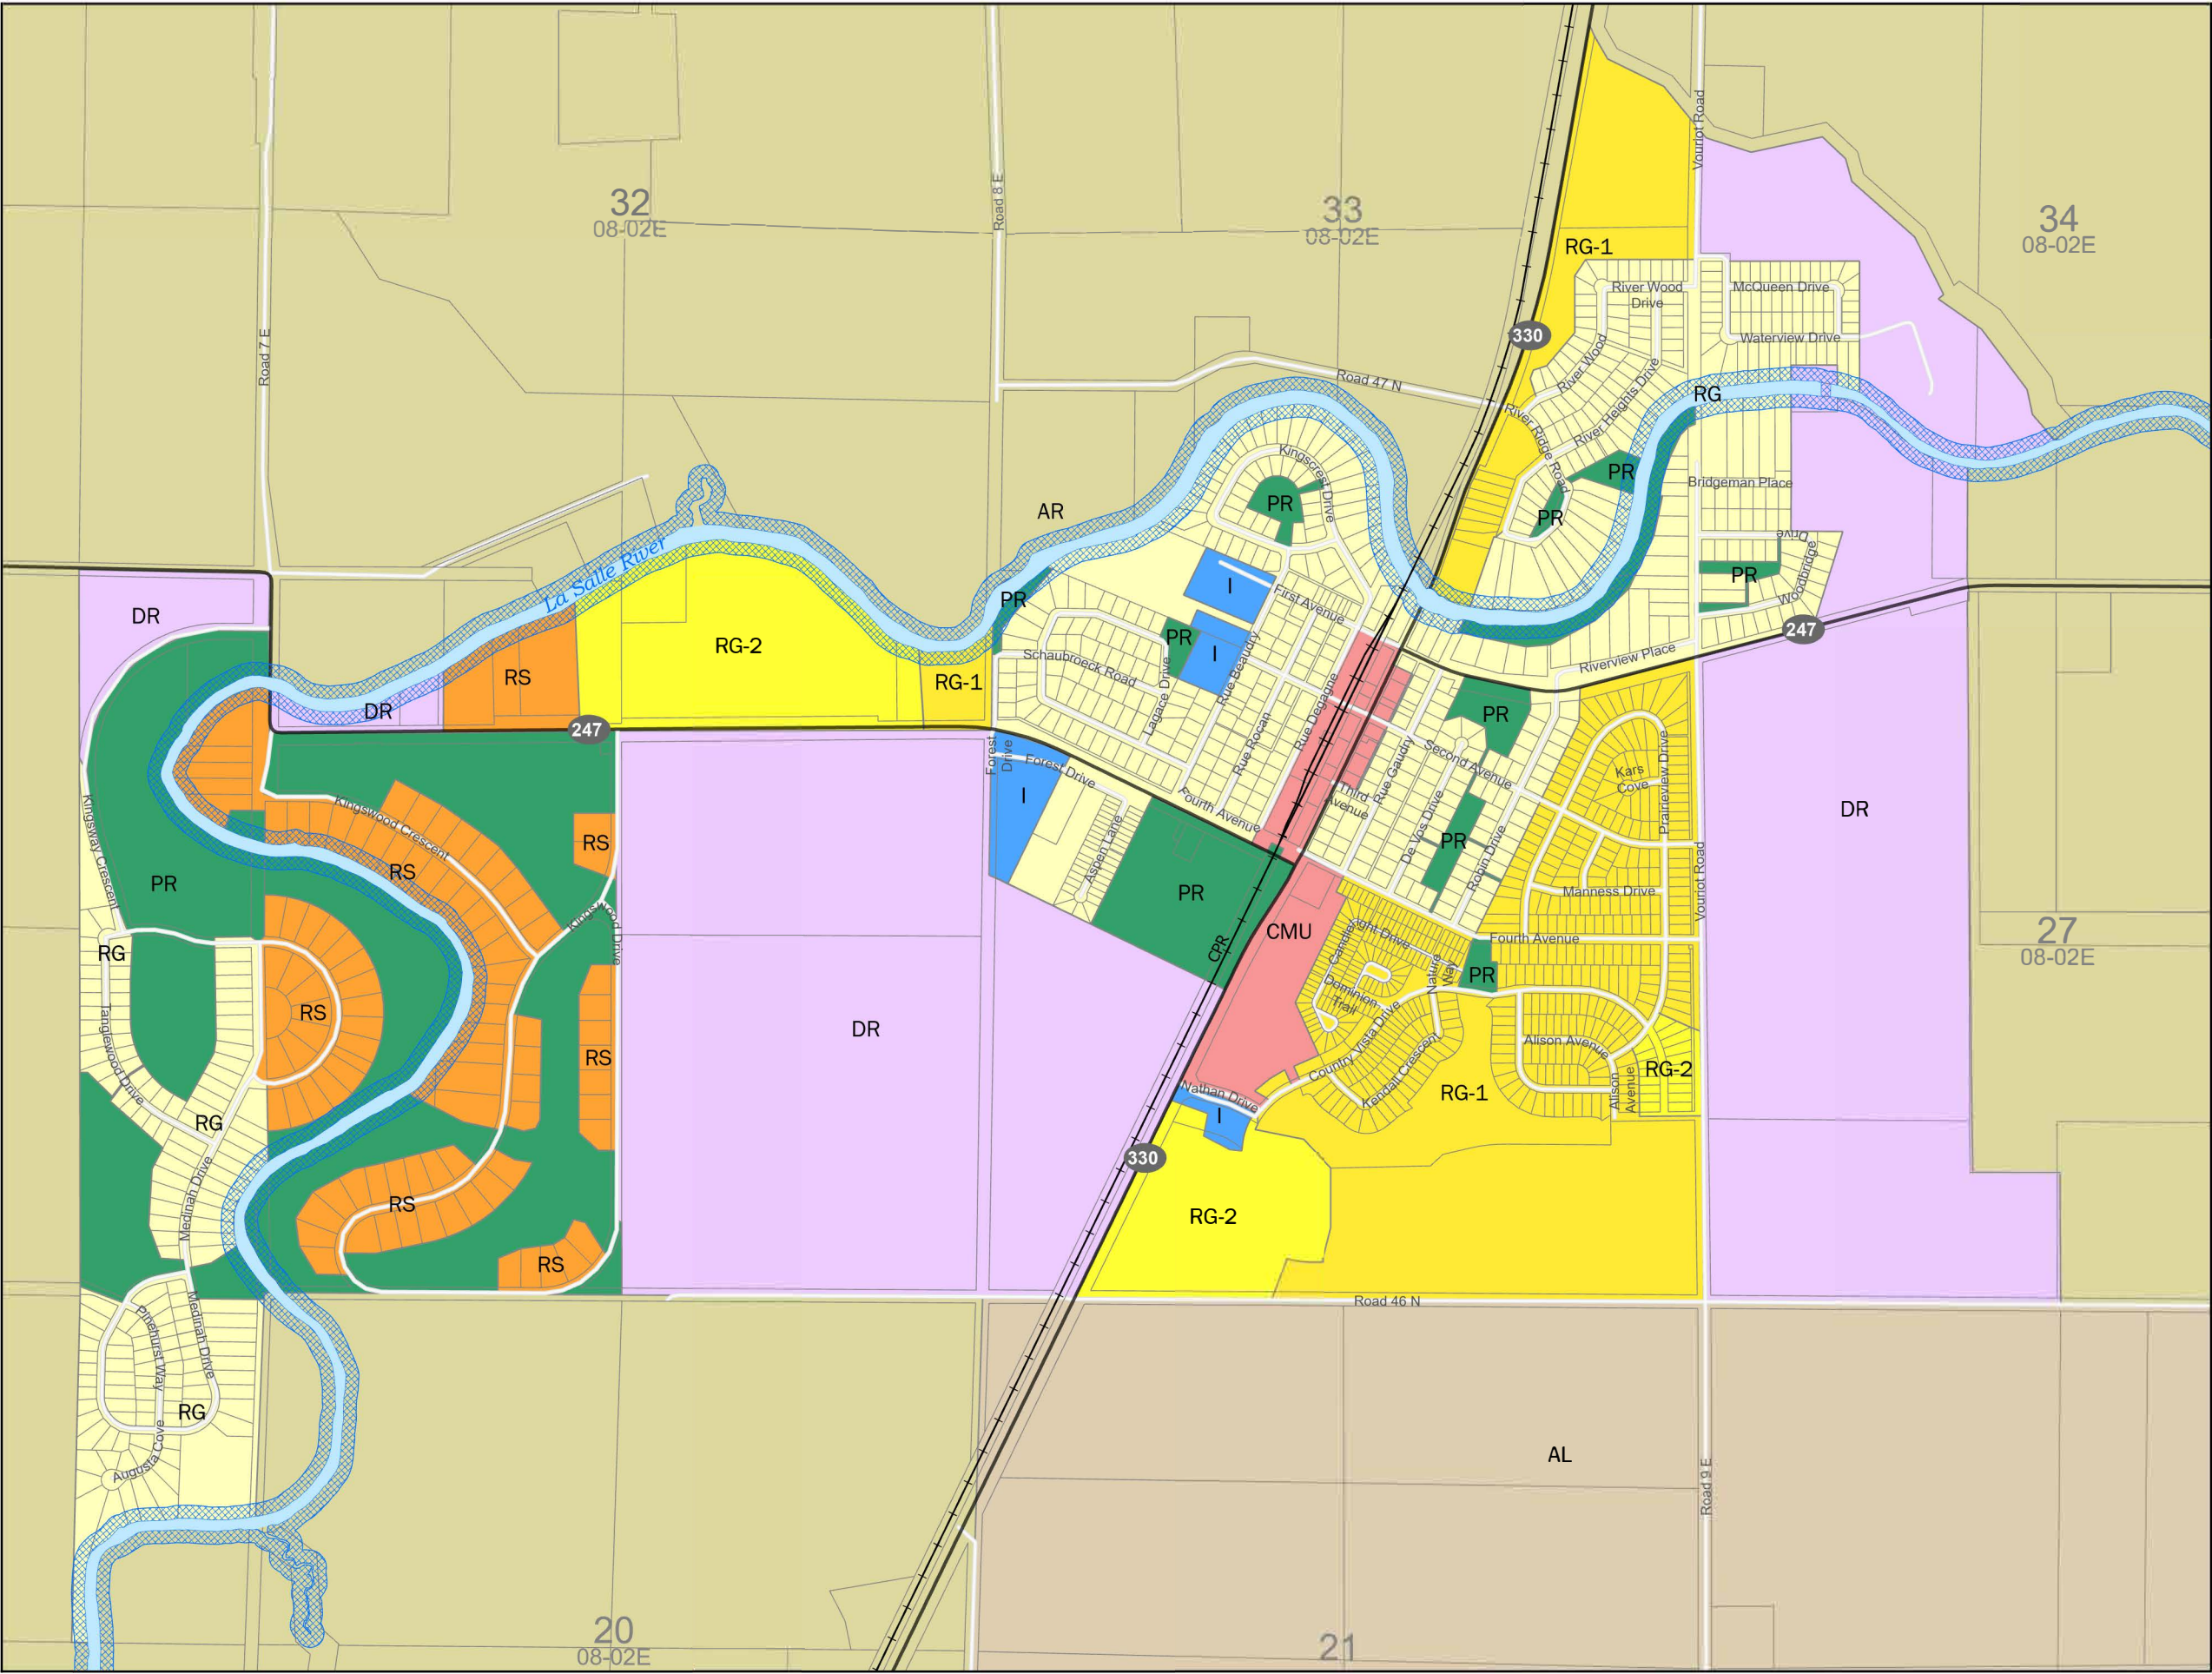 32
08-02E
33
08-02E
34
08-02E
Road 8 E
Vouriot Road
RG-1
River Wood
Drive
McQueen Drive
Waterview Drive
330
Road 7 E
Road 47 N
River Wood
River Heights Drive
River Ridge Road
RG
Kingscrest Drive
PR
PR
PR
Bridgeman Place
AR
La Salle River
Woodbridge
Drive
PR
DR
PR
I
First Avenue
247
RG-2
PR
I
Rue Beaudry
Schaubroeck Road
Lagace Drive
Riverview Place
RS
RG-1
DR
247
Rue Rocan
Rue Degagne
PR
Second Avenue
Rue Gaudry
Third
Avenue
De Vos Drive
PR
Robin Drive
Kars
Cove
Prairieview Drive
Forest
Drive
Forest Drive
I
Aspen Lane
Fourth Avenue
DR
Kingsway Crescent
Kingswood Crescent
RS
RS
PR
PR
Manness Drive
Vouriot Road
Kingswood Drive
CPR
CMU
Fourth Avenue
27
08-02E
RG
Candlelight Drive
Nature
Way
PR
Dominion
Trail
RS
Tanglewood Drive
DR
RS
Country Vista Drive
Kendall Crescent
Alison Avenue
RG-2
RG-1
Alison
Avenue
Nathan Drive
I
RG
330
Medinah Drive
RS
RG-2
RS
Road 46 N
Pinehurst Way
Medinah Drive
RG
Augusta Cove
AL
Road 9 E
20
08-02E
21